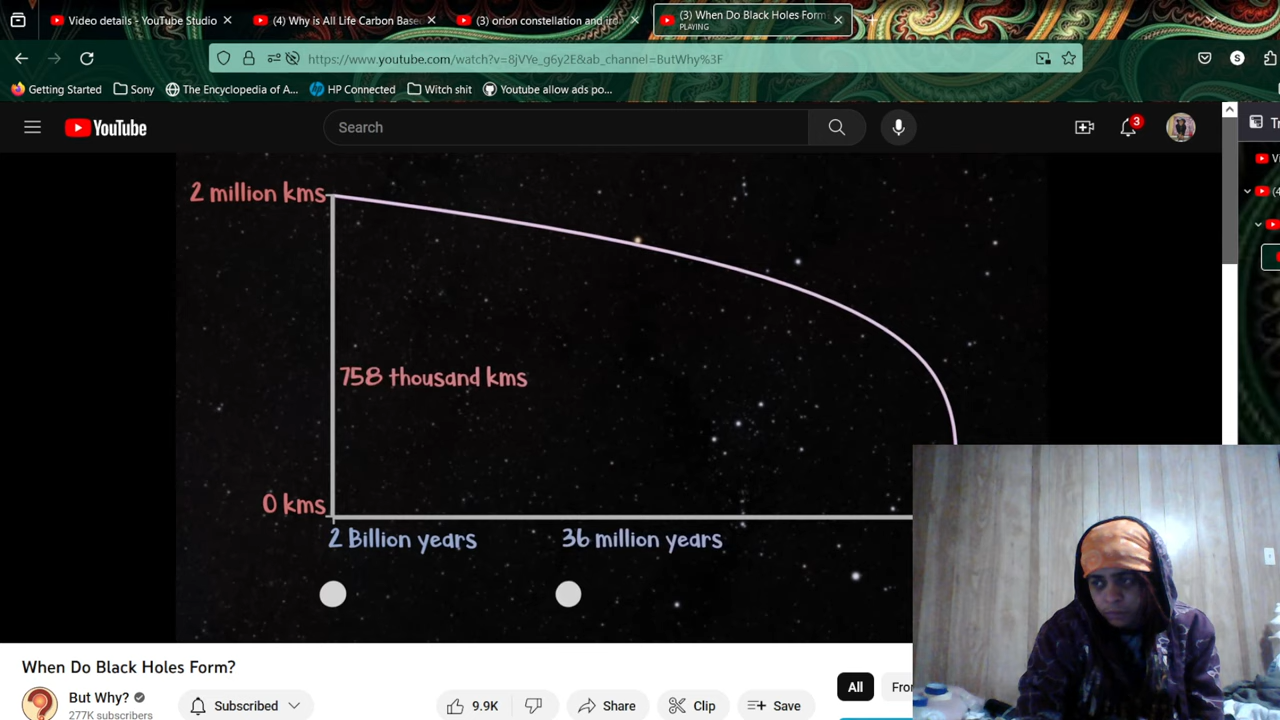 Video details - YouTube Studio
(4) Why is All Life Carbon Base
(3) orion constellation and iro
(3) When Do Black Holes Form
PLAYING
https://www.youtube.com/watch?v=8jVYe_g6y2E&ab_channel=ButWhy%3F
S
Getting Started
Sony
The Encyclopedia of A...
HP Connected
Witch shit
Youtube allow ads po...
YouTube
Search
3
2 million kms
758 thousand kms
0 kms
2 Billion years
36 million years
When Do Black Holes Form?
But Why?
277K subscribers
Subscribed
9.9K
Share
Clip
Save
All